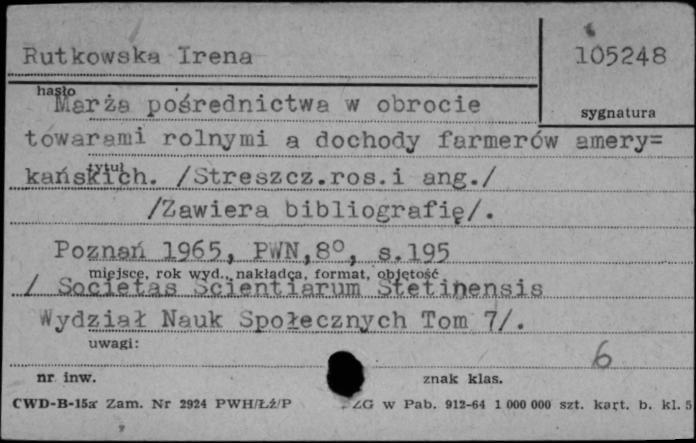 Rutkowska Irena
105248
hasło
sygnatura
Marża pośrednictwa w obrocie
towarami rolnymi a dochody farmerów amery=
tytuł
kańskich. /Streszcz.ros.i ang./
/Zawiera bibliografię/.
Poznań 1965, PWN,8°, s.195
miejsce, rok wyd., nakładca, format, objętość
/ Societas Scientiarum Stetinensis
Wydział Nauk Społecznych Tom 7/.
uwagi:
6
nr inw.
znak klas.
CWD-B-15a Zam. Nr 2924 PWH/Łź/P ZG w Pab. 912-64 1 000 000 szt. kart. b. kl. 5